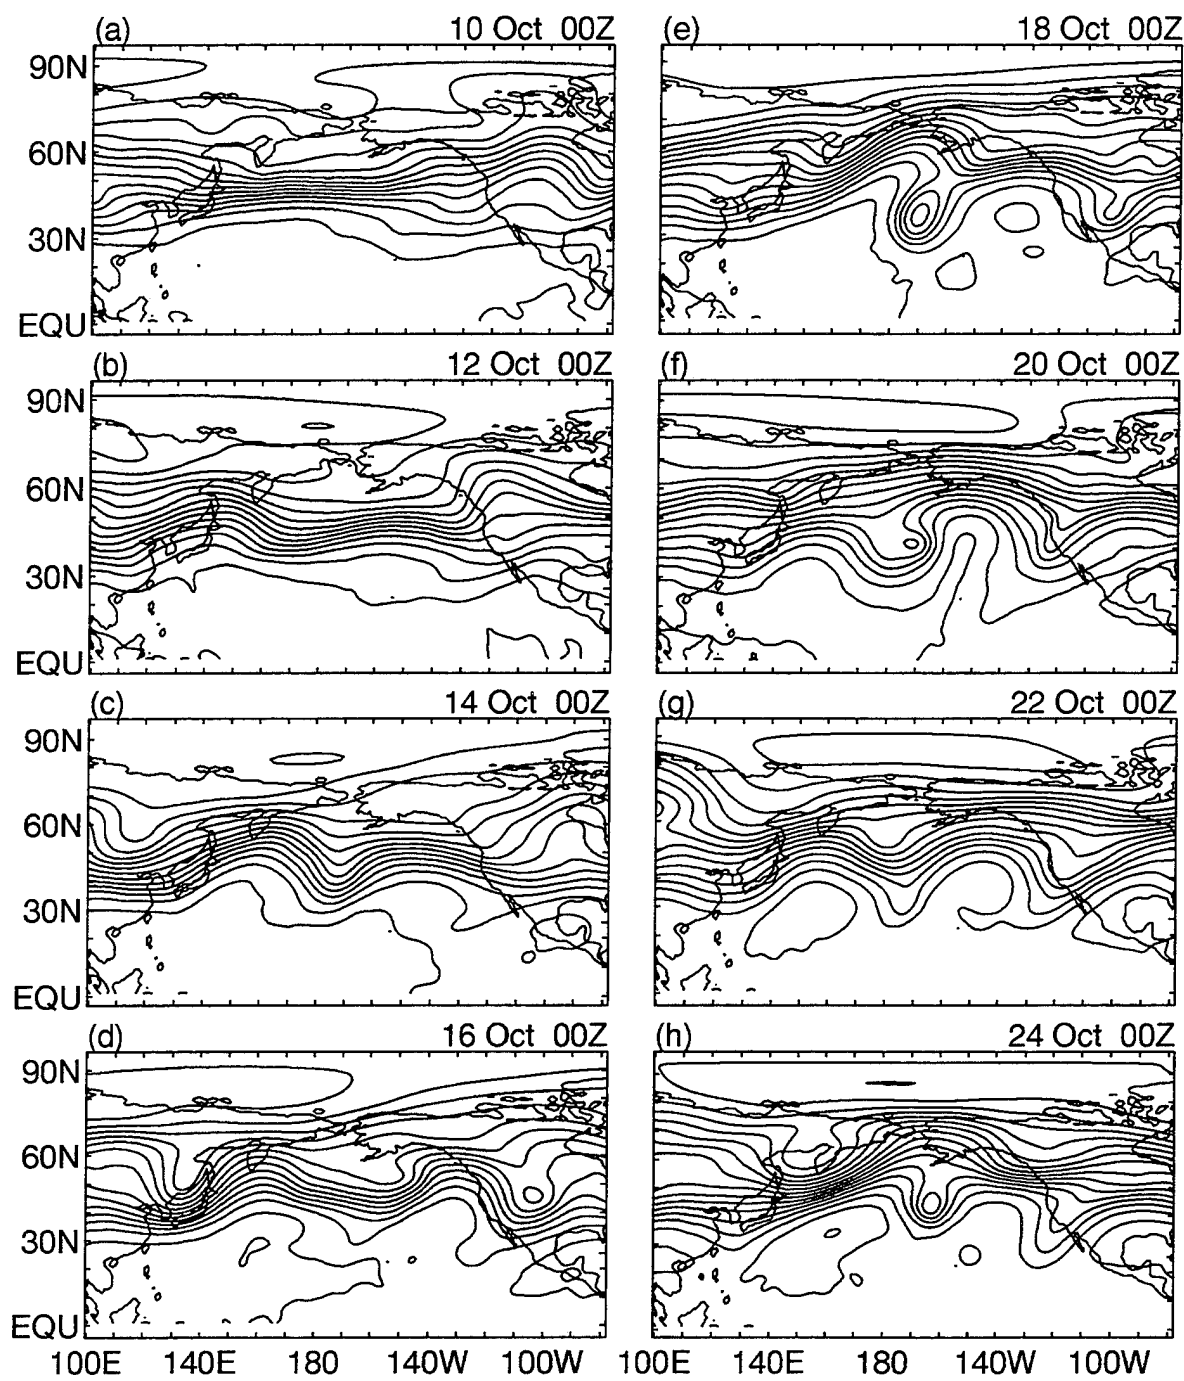 (a) 10 Oct 00Z
90N
60N
30N
EQU
(b) 12 Oct 00Z
90N
60N
30N
EQU
(c) 14 Oct 00Z
90N
60N
30N
EQU
(d) 16 Oct 00Z
90N
60N
30N
EQU
100E 140E 180 140W 100W
(e) 18 Oct 00Z
(f) 20 Oct 00Z
(g) 22 Oct 00Z
(h) 24 Oct 00Z
100E 140E 180 140W 100W